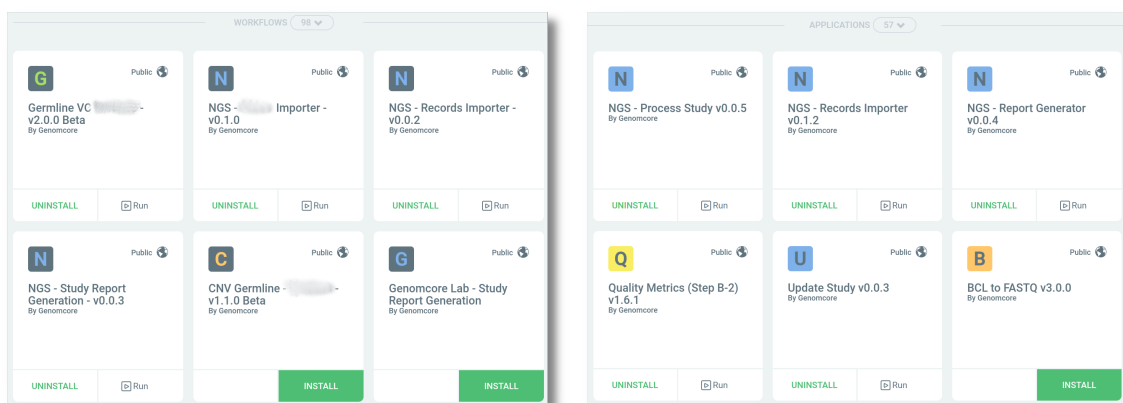 WORKFLOWS 98
G
Public
Germline VC -
v2.0.0 Beta
By Genomcore
UNINSTALL
Run
N
Public
NGS - Importer -
v0.1.0
By Genomcore
UNINSTALL
Run
N
Public
NGS - Records Importer -
v0.0.2
By Genomcore
UNINSTALL
Run
N
Public
NGS - Study Report
Generation - v0.0.3
By Genomcore
UNINSTALL
Run
C
Public
CNV Germline - -
v1.1.0 Beta
By Genomcore
INSTALL
G
Public
Genomcore Lab - Study
Report Generation
By Genomcore
INSTALL
APPLICATIONS 57
N
Public
NGS - Process Study v0.0.5
By Genomcore
UNINSTALL
Run
N
Public
NGS - Records Importer
v0.1.2
By Genomcore
UNINSTALL
Run
N
Public
NGS - Report Generator
v0.0.4
By Genomcore
UNINSTALL
Run
Q
Public
Quality Metrics (Step B-2)
v1.6.1
By Genomcore
UNINSTALL
Run
U
Public
Update Study v0.0.3
By Genomcore
UNINSTALL
Run
B
Public
BCL to FASTQ v3.0.0
By Genomcore
INSTALL